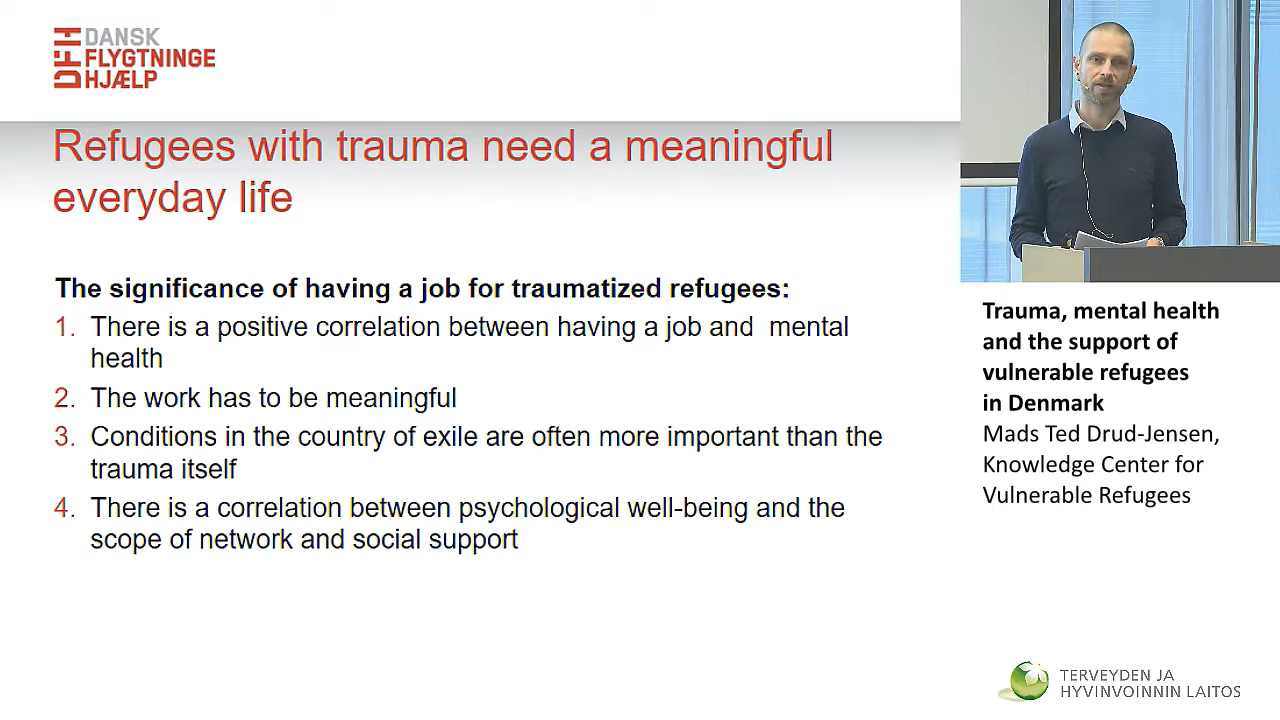 DFH DANSK
FLYGTNINGE
HJÆLP
Refugees with trauma need a meaningful
everyday life
The significance of having a job for traumatized refugees:
1. There is a positive correlation between having a job and mental
health
2. The work has to be meaningful
3. Conditions in the country of exile are often more important than the
trauma itself
4. There is a correlation between psychological well-being and the
scope of network and social support
Trauma, mental health
and the support of
vulnerable refugees
in Denmark
Mads Ted Drud-Jensen,
Knowledge Center for
Vulnerable Refugees
TERVEYDEN JA
HYVINVOINNIN LAITOS